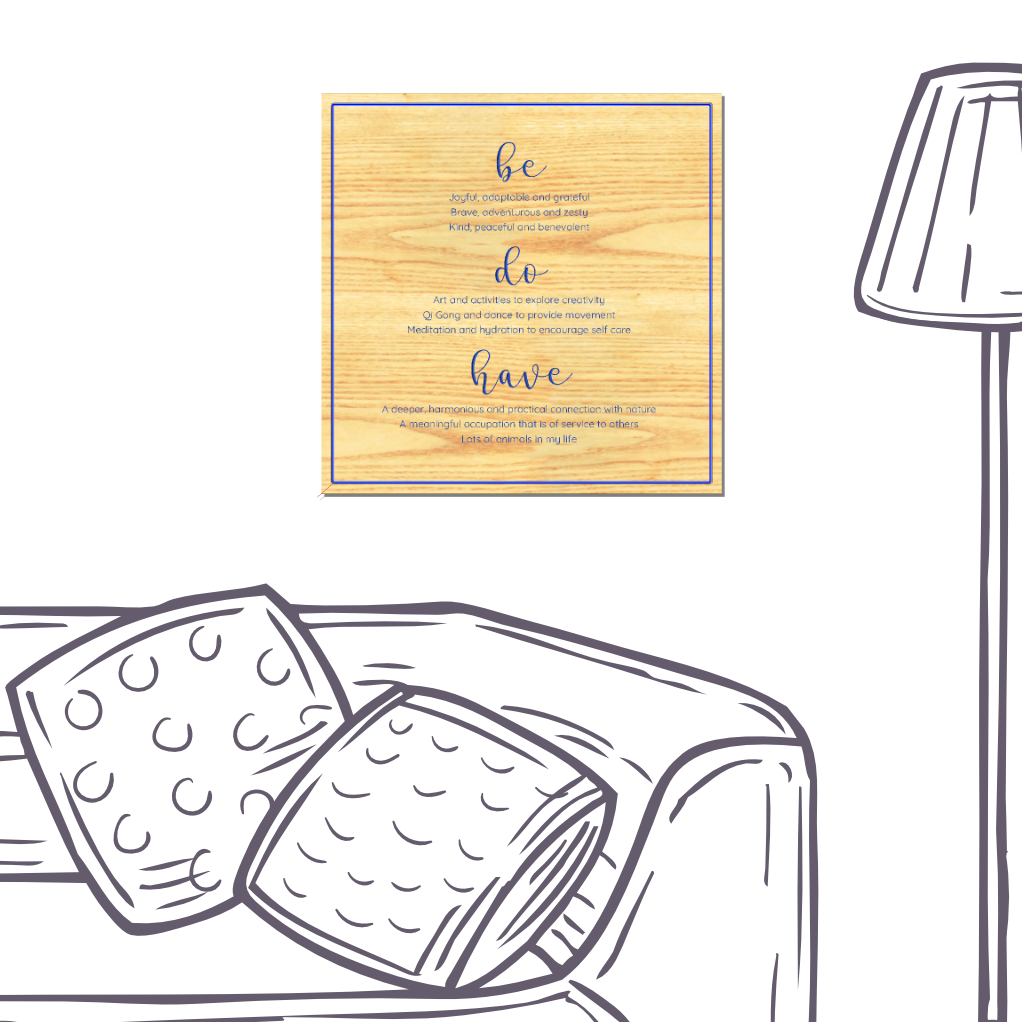 be
Joyful, adaptable and grateful
Brave, adventurous and zesty
Kind, peaceful and benevolent
do
Art and activities to explore creativity
Qi Gong and dance to provide movement
Meditation and hydration to encourage self care
have
A deeper, harmonious and practical connection with nature
A meaningful occupation that is of service to others
Lots of animals in my life